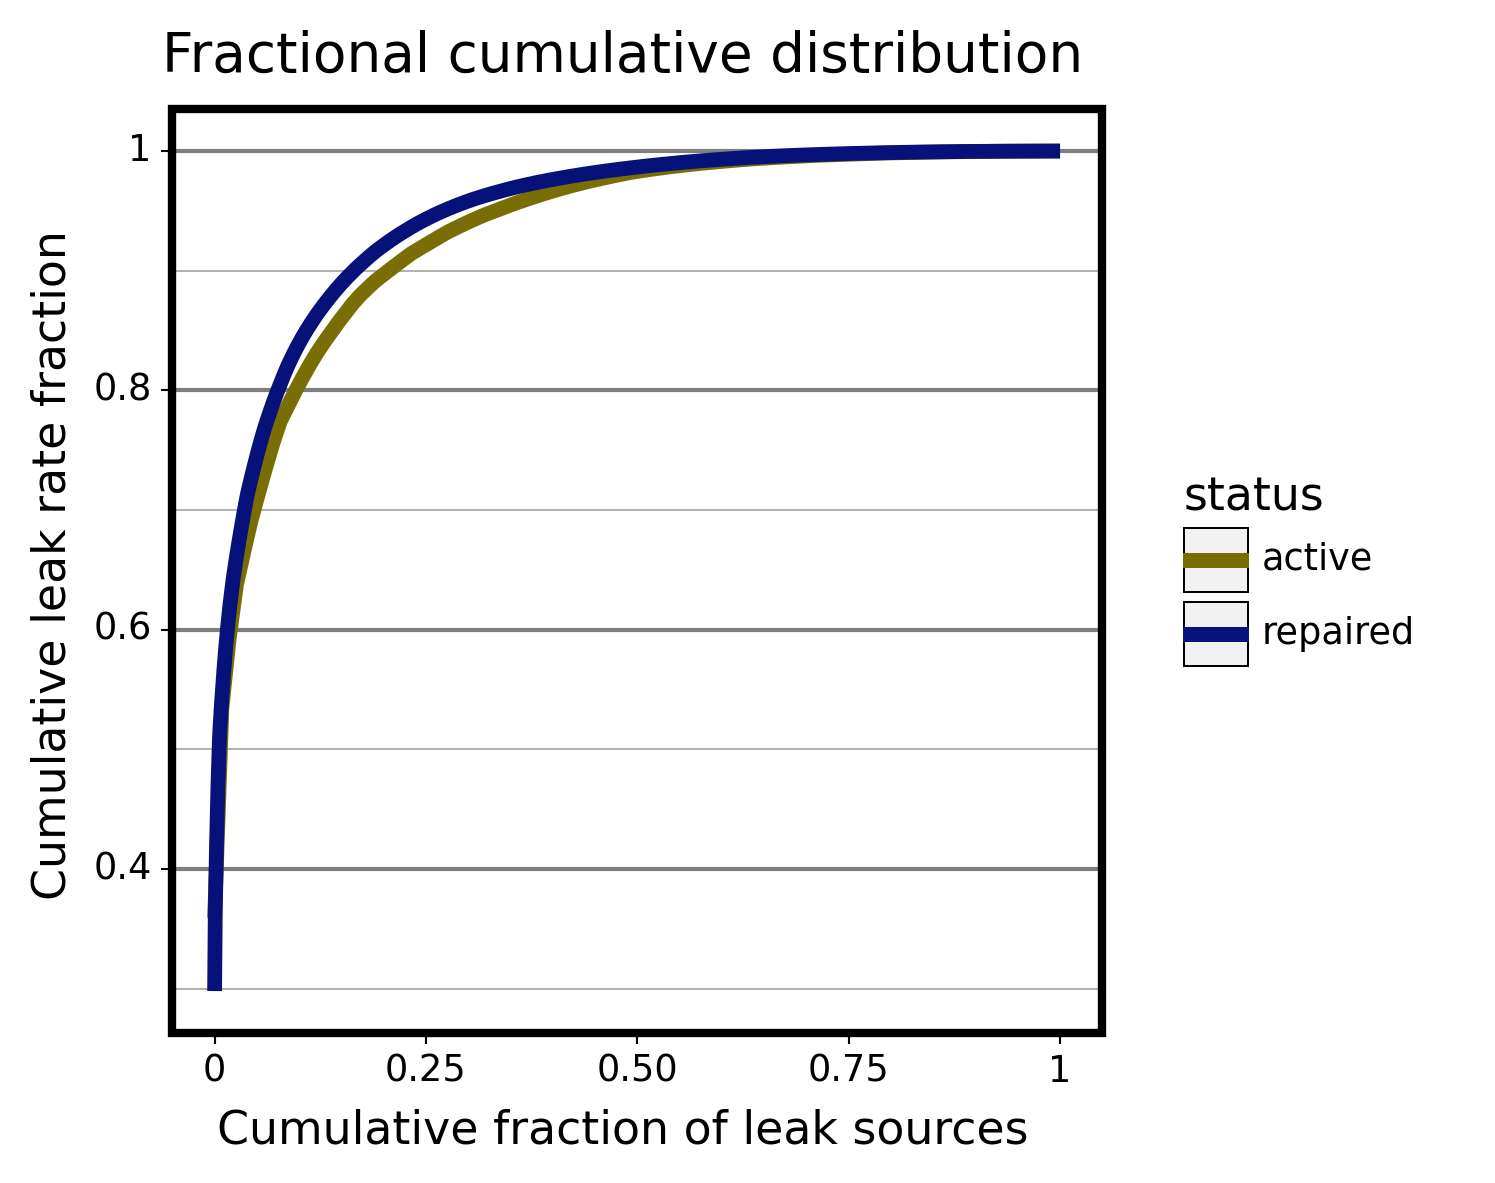 Fractional cumulative distribution
Cumulative leak rate fraction
1
0.8
0.6
0.4
0 0.25 0.50 0.75 1
Cumulative fraction of leak sources
status
active
repaired